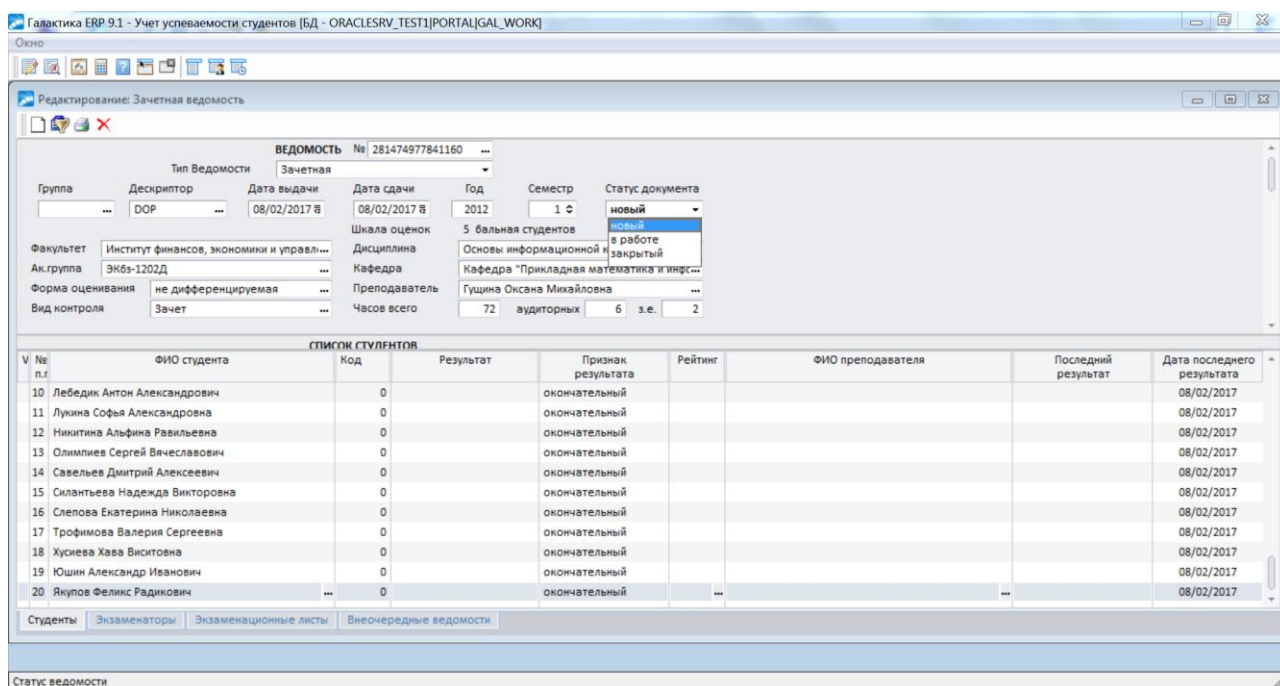 Галактика ERP 9.1 - Учет успеваемости студентов [БД - ORACLESRV_TEST1|PORTAL|GAL_WORK]
Окно
Редактирование: Зачетная ведомость
ВЕДОМОСТЬ № 281474977841160 ...
Тип Ведомости Зачетная
Группа Дескриптор Дата выдачи Дата сдачи Год Семестр Статус документа
... DOP ... 08/02/2017 08/02/2017 2012 1 новый
Шкала оценок 5 бальная студентов
новый
в работе
закрытый
Факультет Институт финансов, экономики и управл... Дисциплина Основы информационной к
Ак.группа ЭКбз-1202Д ... Кафедра Кафедра "Прикладная математика и инфс...
Форма оценивания не дифференцируемая ... Преподаватель Гущина Оксана Михайловна ...
Вид контроля Зачет ... Часов всего 72 аудиторных 6 з.е. 2
СПИСОК СТУДЕНТОВ
V № п.г ФИО студента Код Результат Признак результата Рейтинг ФИО преподавателя Последний результат Дата последнего результата
10 Лебедик Антон Александрович 0 окончательный 08/02/2017
11 Лукина Софья Александровна 0 окончательный 08/02/2017
12 Никитина Альфина Равильевна 0 окончательный 08/02/2017
13 Олимпиев Сергей Вячеславович 0 окончательный 08/02/2017
14 Савельев Дмитрий Алексеевич 0 окончательный 08/02/2017
15 Силантьева Надежда Викторовна 0 окончательный 08/02/2017
16 Слепова Екатерина Николаевна 0 окончательный 08/02/2017
17 Трофимова Валерия Сергеевна 0 окончательный 08/02/2017
18 Хусиева Хава Виситовна 0 окончательный 08/02/2017
19 Юшин Александр Иванович 0 окончательный 08/02/2017
20 Якупов Феликс Радикович ... 0 окончательный ... ... 08/02/2017
Студенты Экзаменаторы Экзаменационные листы Внеочередные ведомости
Статус ведомости